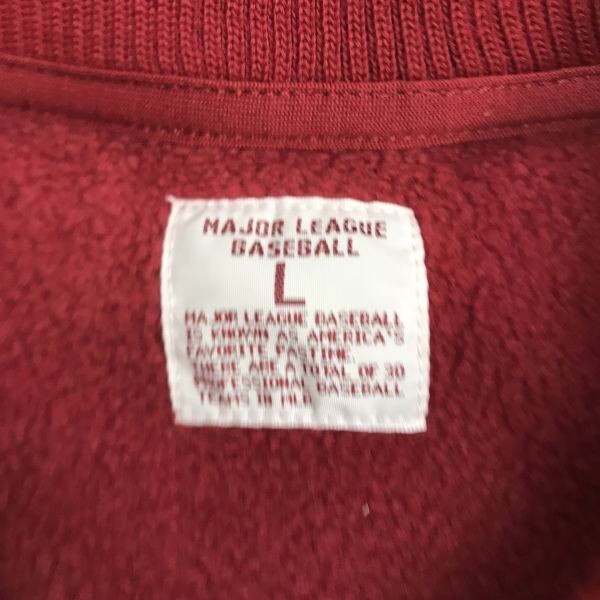 MAJOR LEAGUE
BASEBALL
L
MAJOR LEAGUE BASEBALL
IS KNOWN AS AMERICA'S
FAVORITE PASTIME.
THERE ARE A TOTAL OF 30
PROFESSIONAL BASEBALL
TEAMS IN MLB